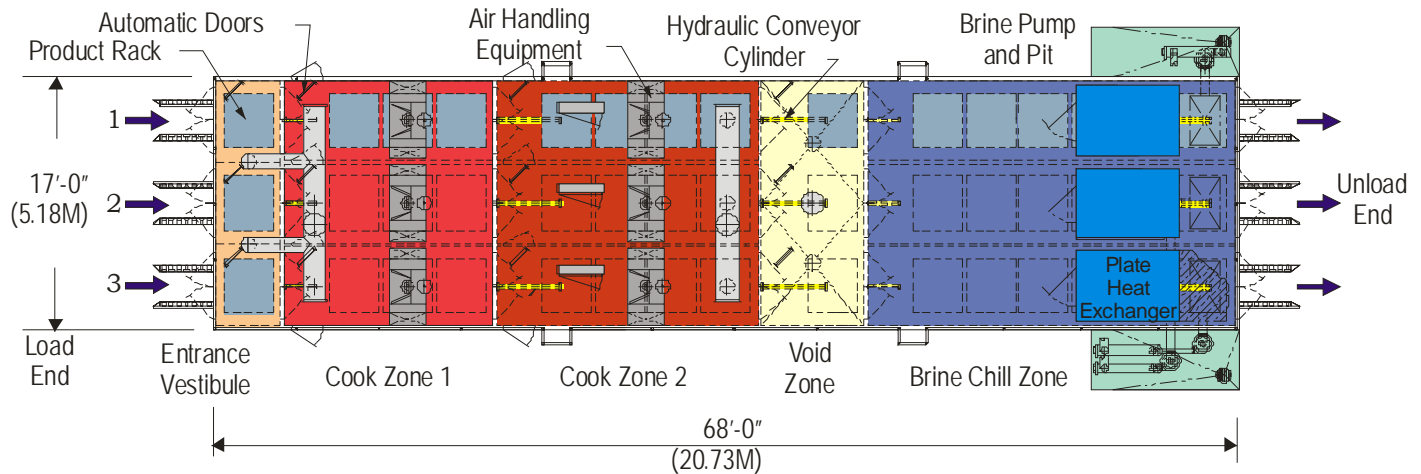 Automatic Doors
Product Rack
Air Handling
Equipment
Hydraulic Conveyor
Cylinder
Brine Pump
and Pit
17’-0”
(5.18M)
1
2
3
Unload
End
Plate
Heat
Exchanger
Load
End
Entrance
Vestibule
Cook Zone 1
Cook Zone 2
Void
Zone
Brine Chill Zone
68’-0”
(20.73M)